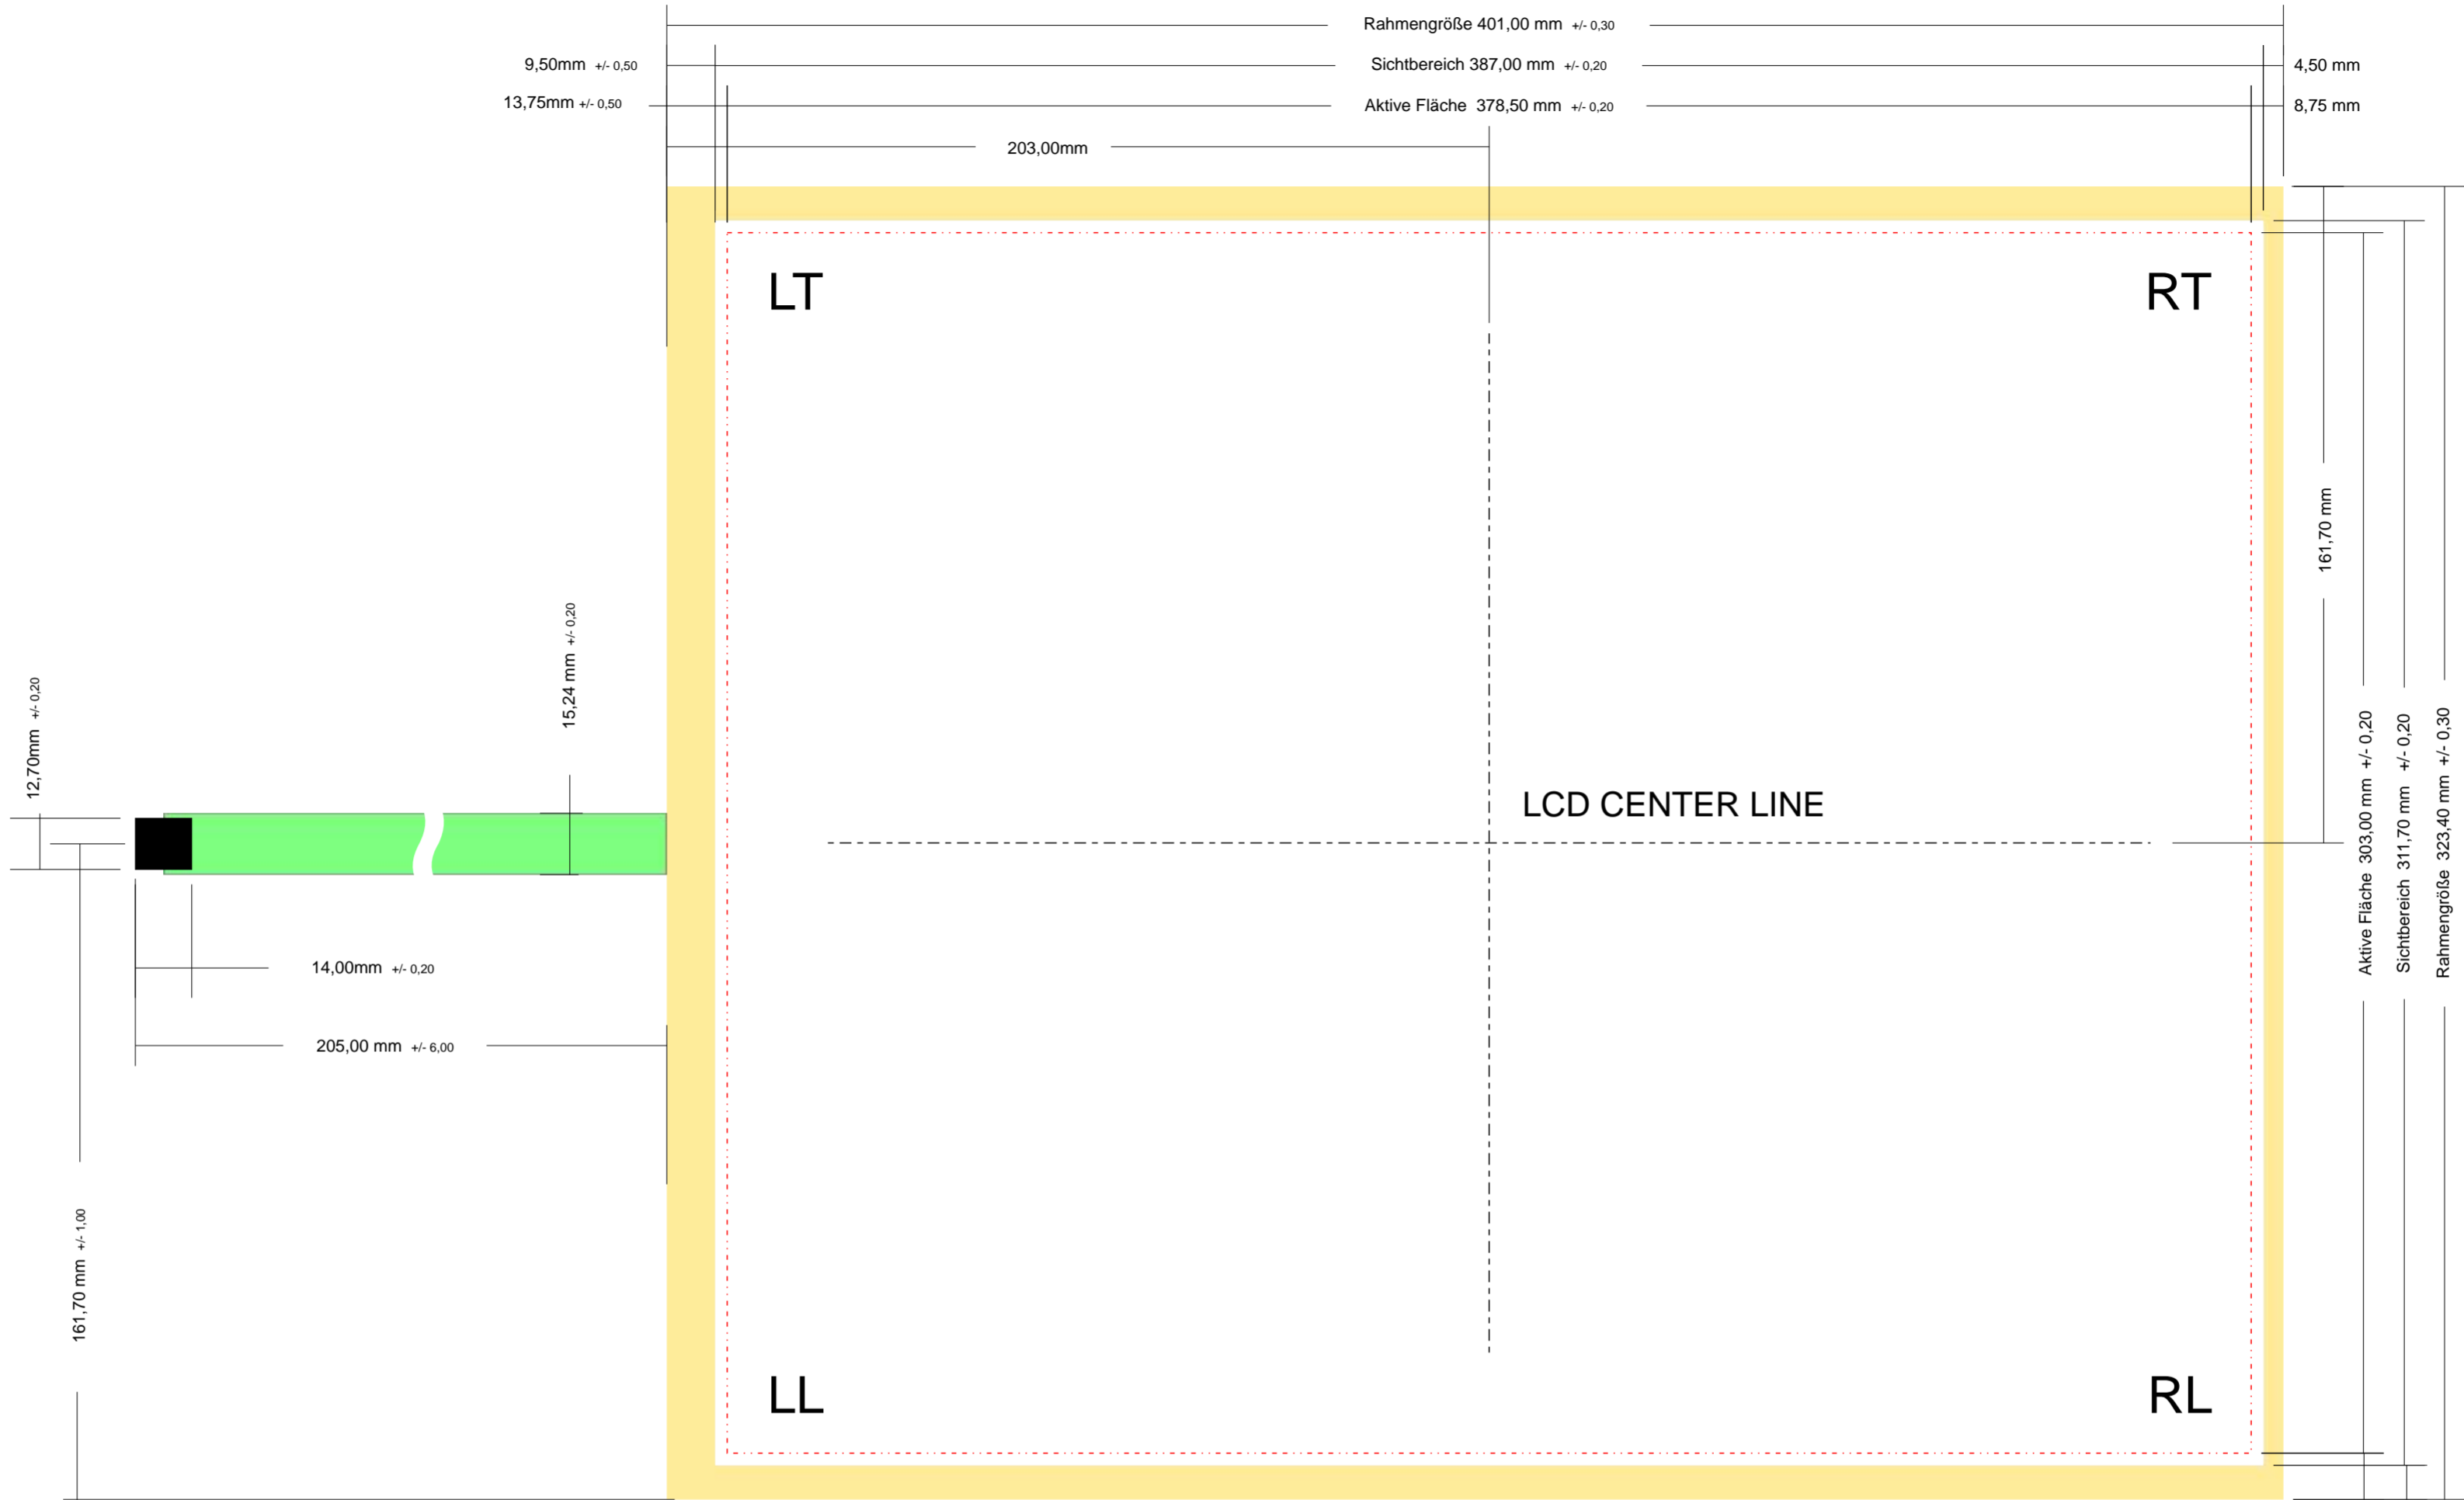 Rahmengröße 401,00 mm +/- 0,30
9,50mm +/- 0,50
Sichtbereich 387,00 mm +/- 0,20
4,50 mm
13,75mm +/- 0,50
Aktive Fläche 378,50 mm +/- 0,20
8,75 mm
203,00mm
LT
RT
161,70 mm
15,24 mm +/- 0,20
12,70mm +/- 0,20
LCD CENTER LINE
Aktive Fläche 303,00 mm +/- 0,20
Sichtbereich 311,70 mm +/- 0,20
Rahmengröße 323,40 mm +/- 0,30
14,00mm +/- 0,20
205,00 mm +/- 6,00
161,70 mm +/- 1,00
LL
RL